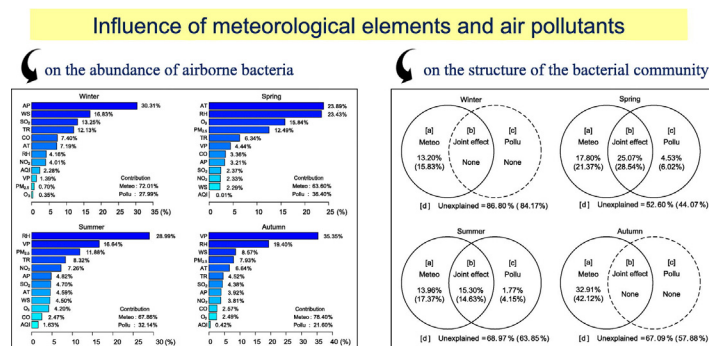 Influence of meteorological elements and air pollutants
on the abundance of airborne bacteria
on the structure of the bacterial community
Winter
AP 30.31%
WS 16.83%
SO2 13.25%
TR 12.13%
CO 7.40%
AT 7.19%
RH 4.16%
NO2 4.01%
AQI 2.28%
VP 1.39%
PM2.5 0.70%
O3 0.35%
Contribution
Meteo : 72.01%
Pollu : 27.99%
0 5 10 15 20 25 30 35 (%)
Spring
AT 23.69%
RH 23.43%
O3 15.64%
PM2.5 12.49%
TR 6.34%
VP 4.44%
CO 3.36%
AP 3.21%
SO2 2.37%
NO2 2.33%
WS 2.29%
AQI 0.01%
Contribution
Meteo : 63.60%
Pollu : 36.40%
0 5 10 15 20 25 (%)
Summer
RH 28.99%
VP 16.64%
PM2.5 11.88%
TR 8.32%
NO2 7.26%
AP 4.82%
SO2 4.70%
AT 4.59%
WS 4.50%
O3 4.20%
CO 2.47%
AQI 1.63%
Contribution
Meteo : 67.86%
Pollu : 32.14%
0 5 10 15 20 25 30 (%)
Autumn
VP 35.35%
RH 19.40%
WS 8.57%
PM2.5 7.93%
AT 6.64%
TR 4.52%
SO2 4.38%
AP 3.92%
NO2 3.81%
CO 2.57%
O3 2.49%
AQI 0.42%
Contribution
Meteo : 78.40%
Pollu : 21.60%
0 5 10 15 20 25 30 35 40 (%)
Winter
[a] [b] [c]
Meteo Joint effect Pollu
13.20% None None
(15.83%)
[d] Unexplained = 86.80% (84.17%)
Spring
[a] [b] [c]
Meteo Joint effect Pollu
17.80% 25.07% 4.53%
(21.37%) (28.54%) (6.02%)
[d] Unexplained = 52.60% (44.07%)
Summer
[a] [b] [c]
Meteo Joint effect Pollu
13.96% 15.30% 1.77%
(17.37%) (14.63%) (4.15%)
[d] Unexplained = 68.97% (63.85%)
Autumn
[a] [b] [c]
Meteo Joint effect Pollu
32.91% None None
(42.12%)
[d] Unexplained = 67.09% (57.88%)